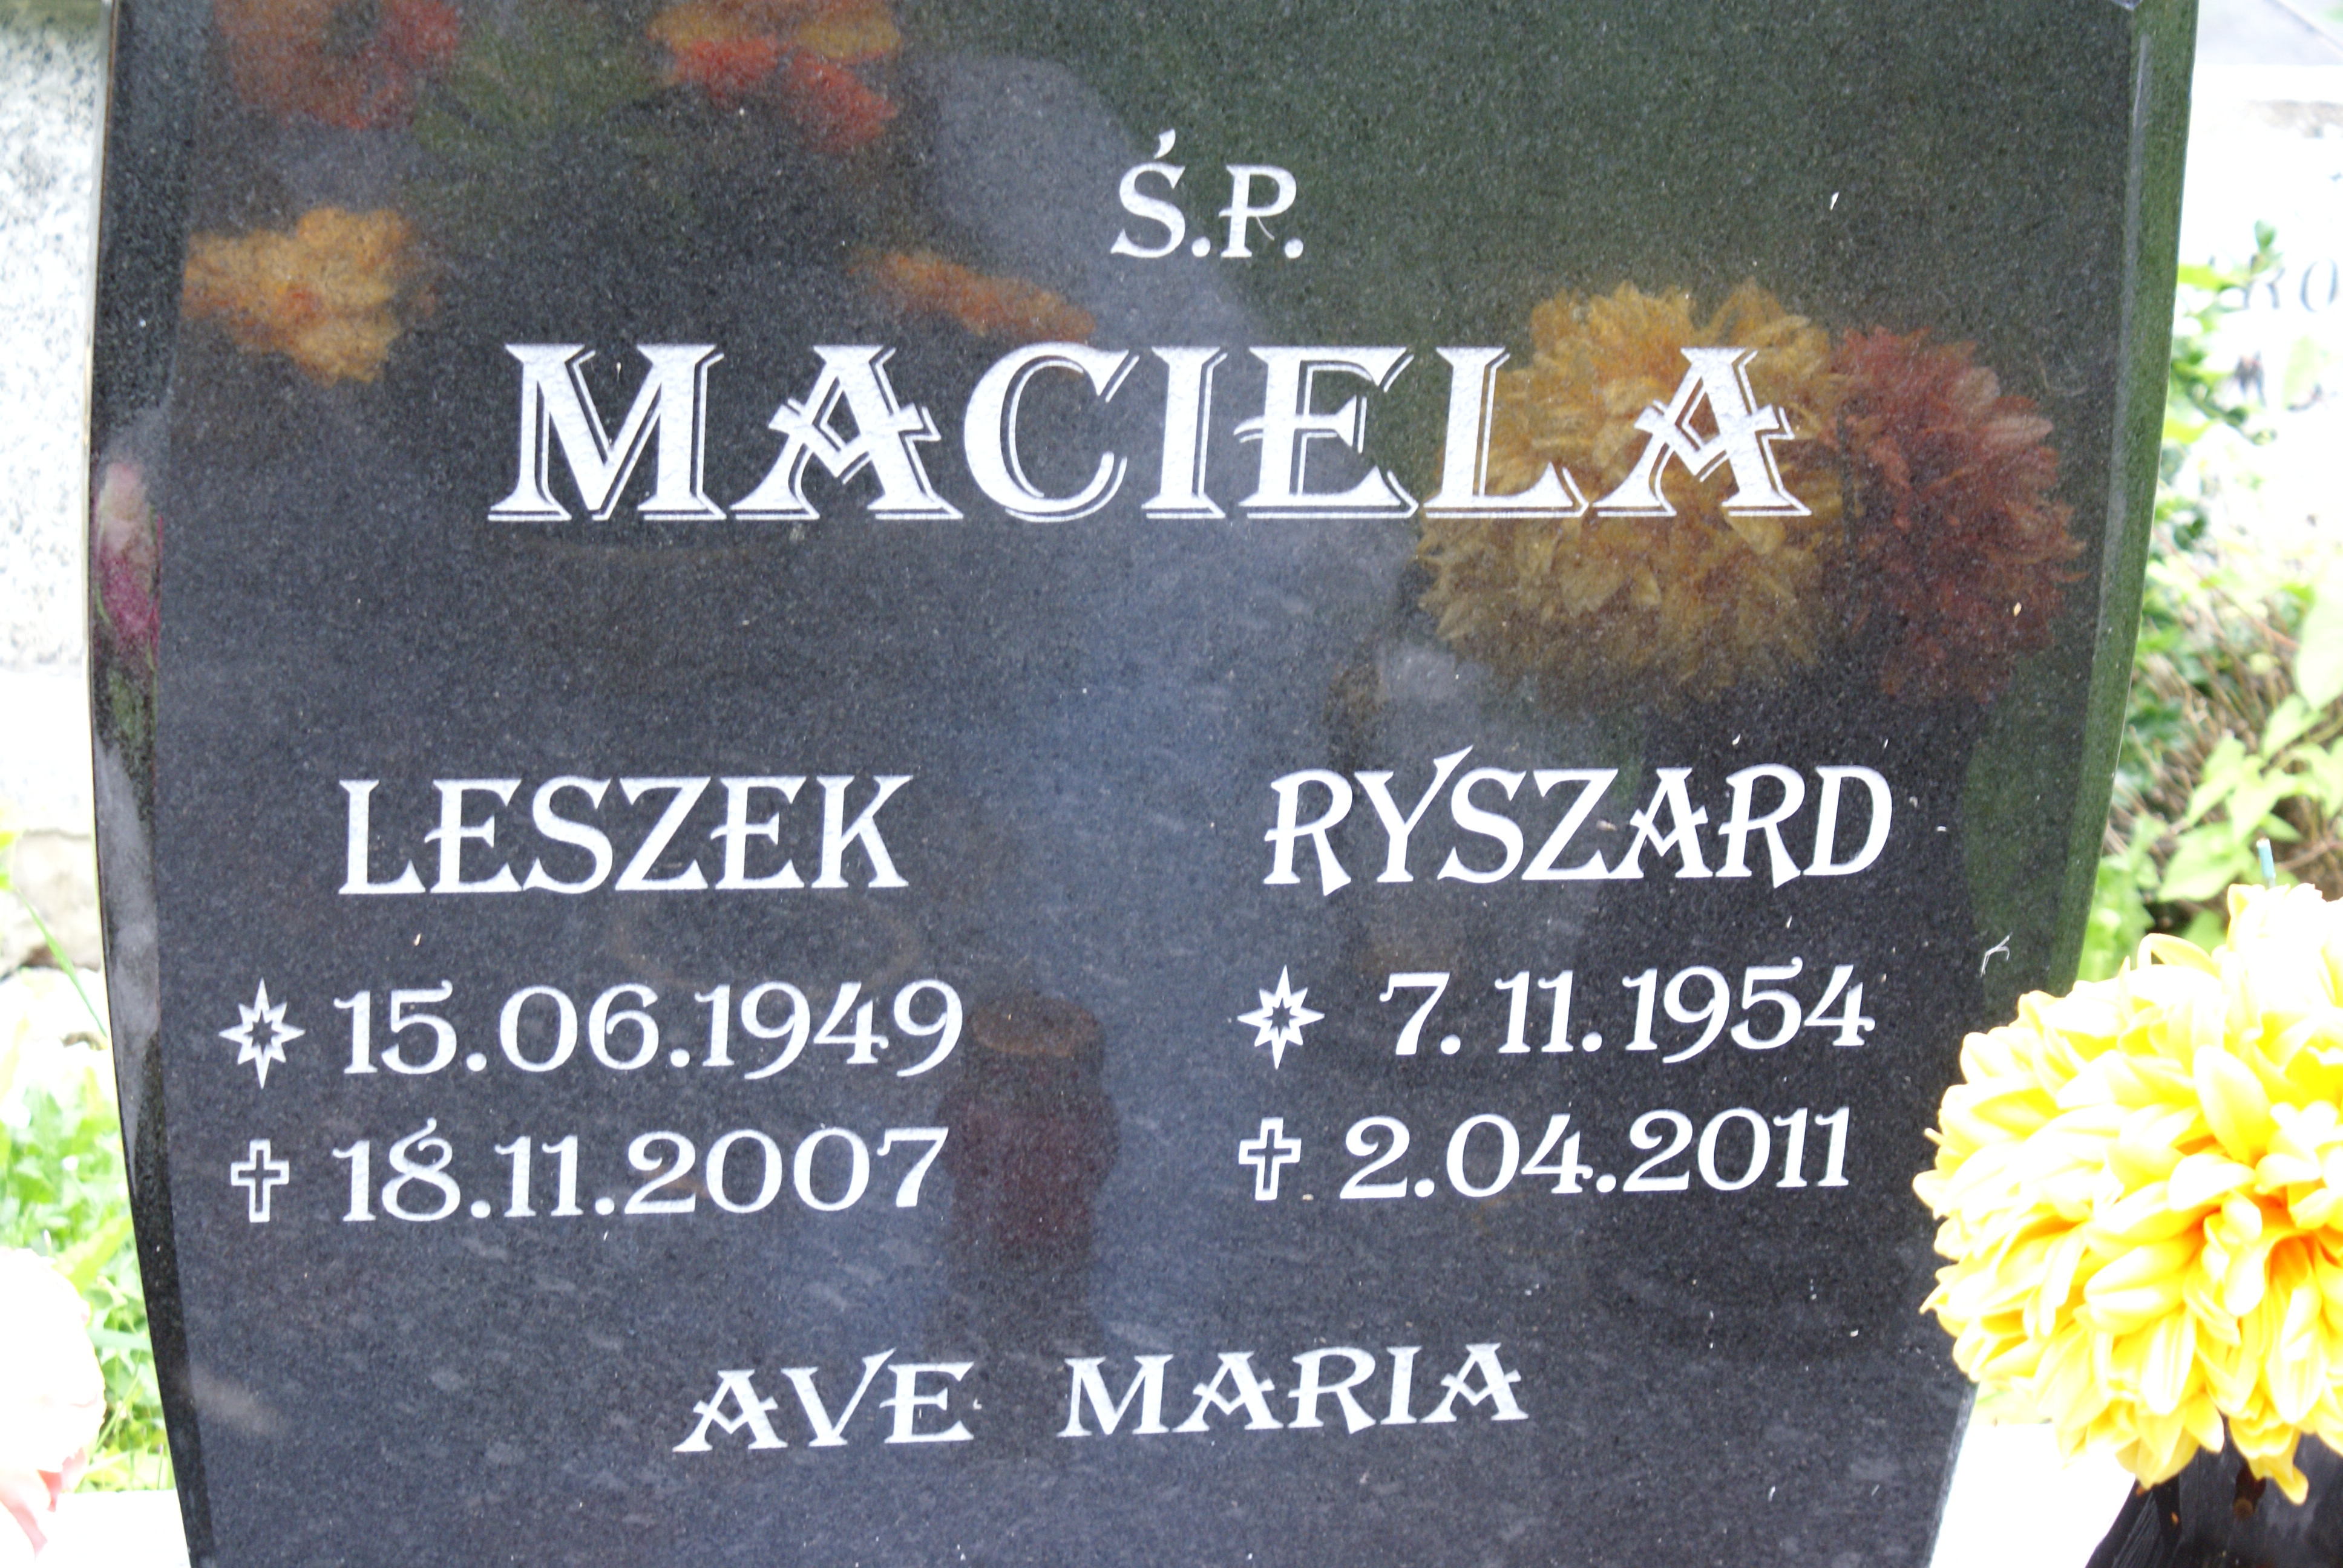 Ś.P.
MACIELA
LESZEK RYSZARD
15.06.1949 7.11.1954
18.11.2007 2.04.2011
AVE MARIA